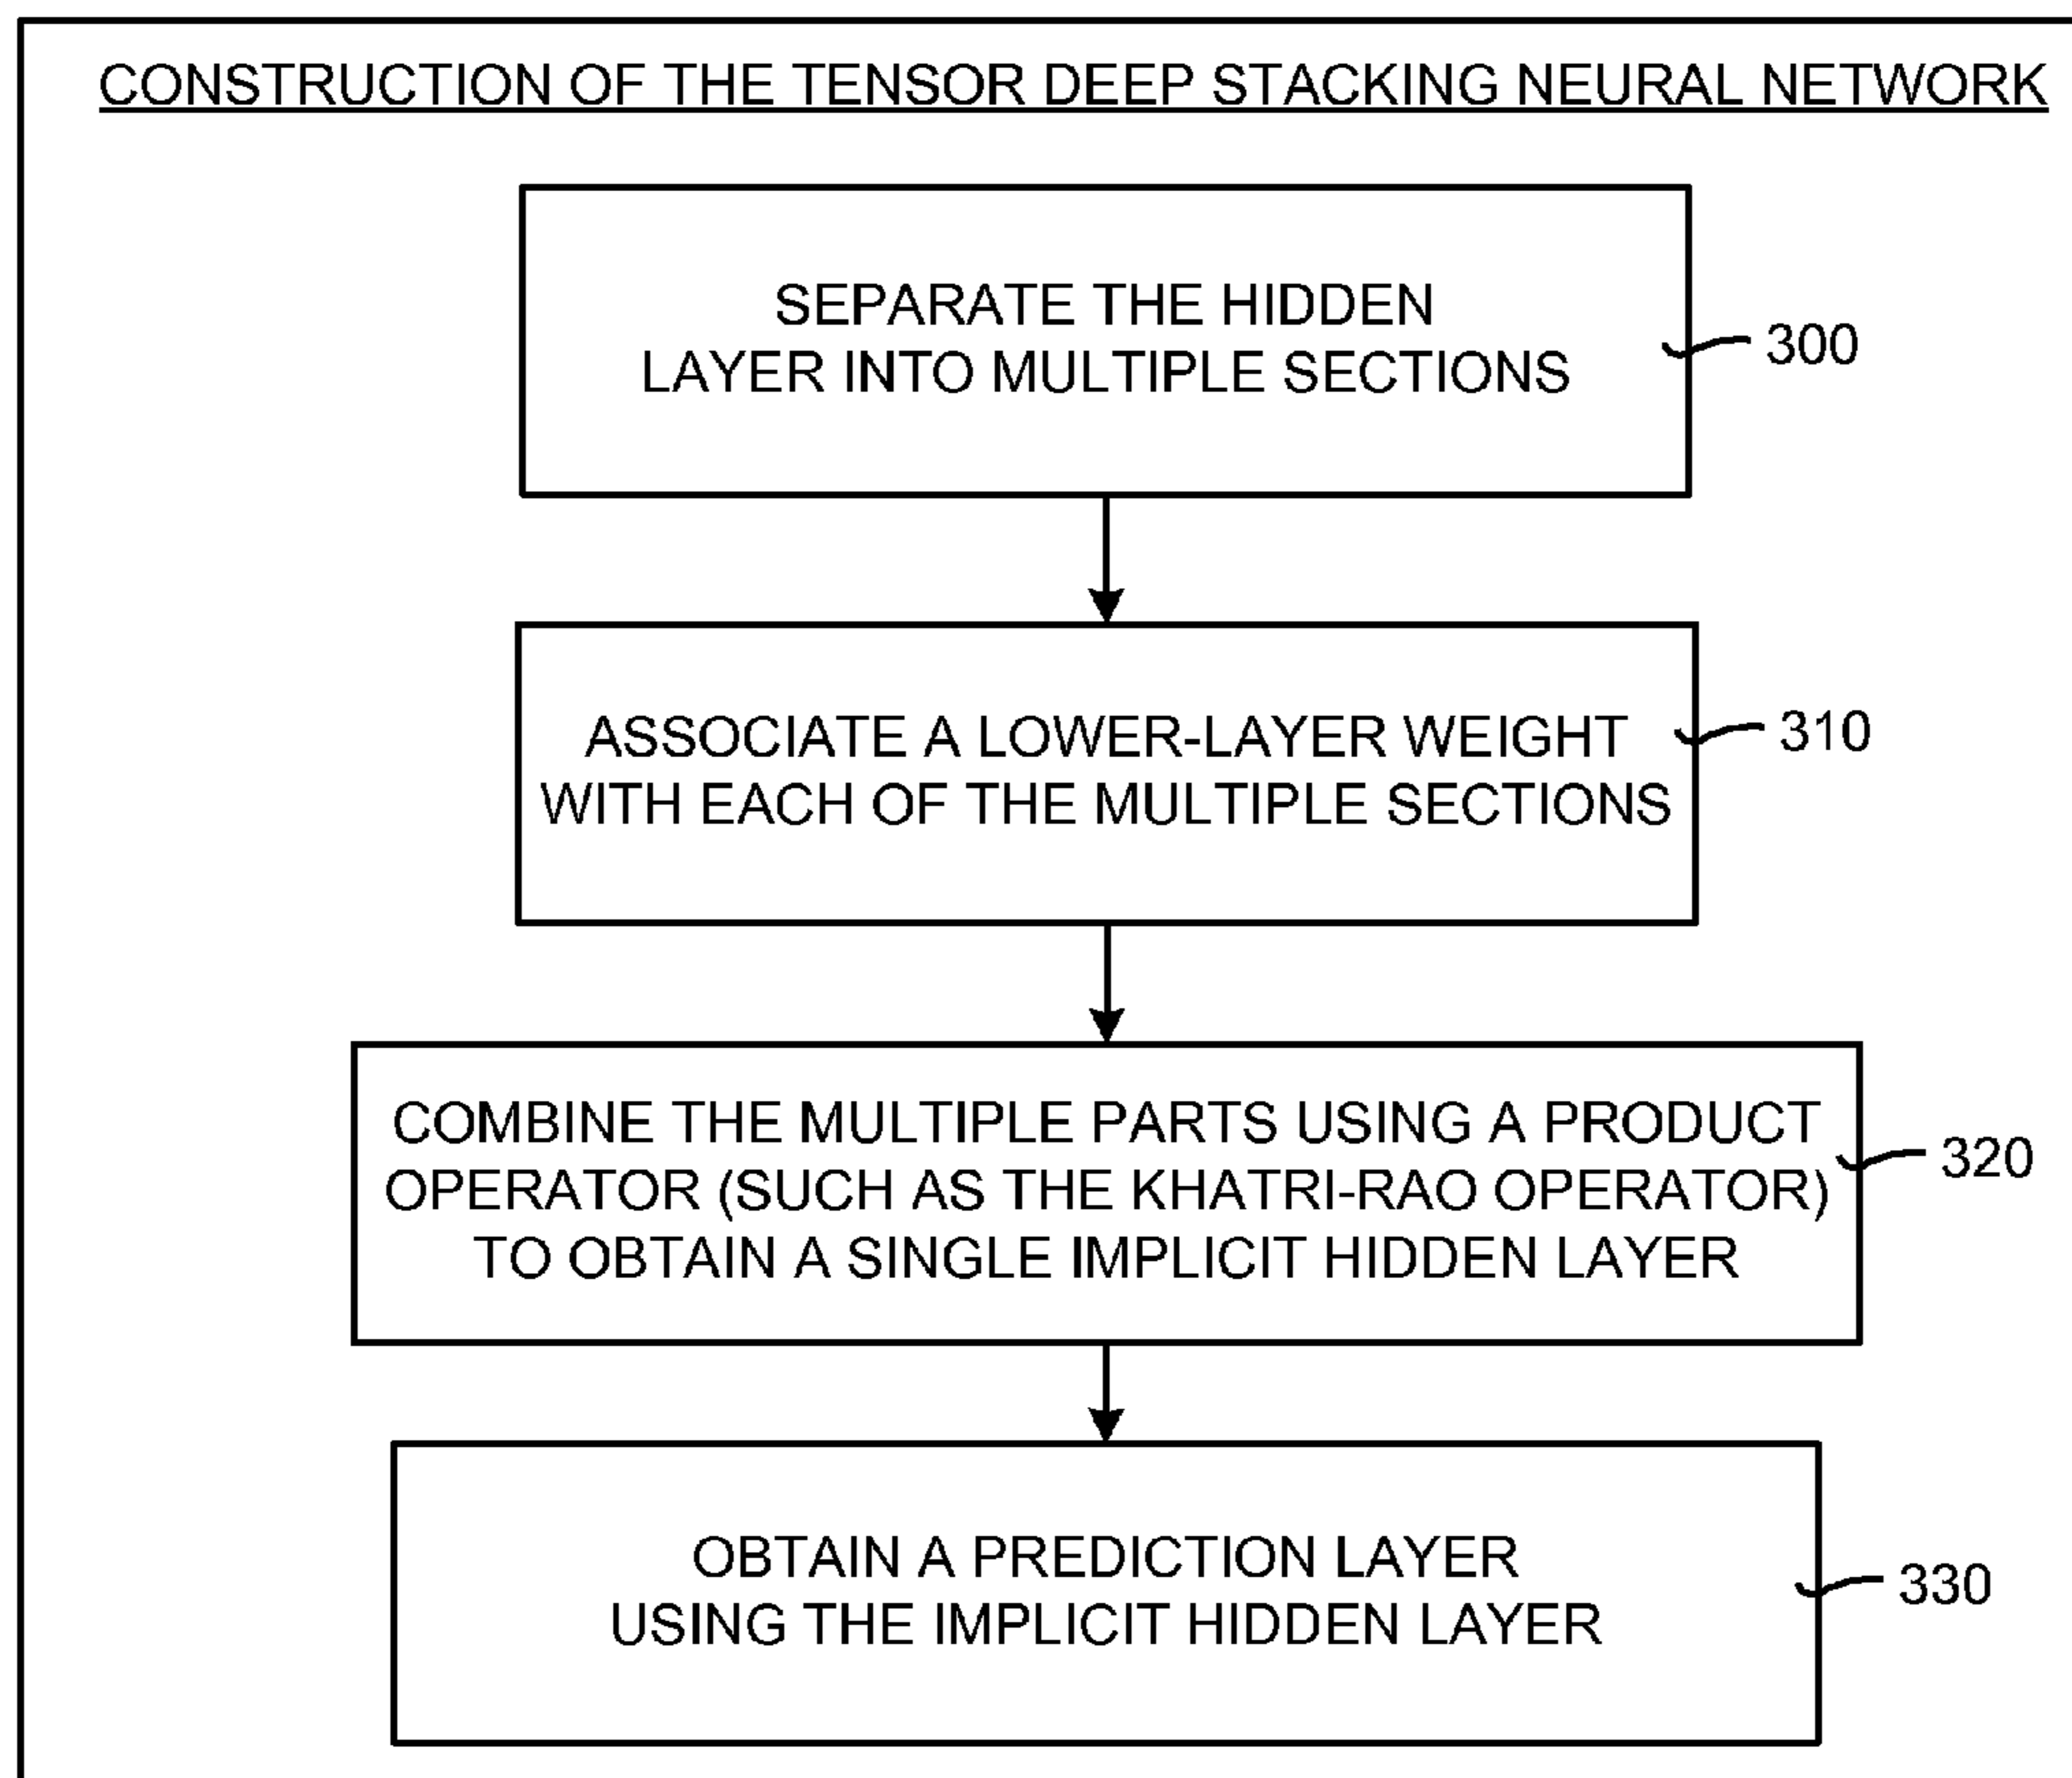 CONSTRUCTION OF THE TENSOR DEEP STACKING NEURAL NETWORK
SEPARATE THE HIDDEN
LAYER INTO MULTIPLE SECTIONS
300
ASSOCIATE A LOWER-LAYER WEIGHT
WITH EACH OF THE MULTIPLE SECTIONS
310
COMBINE THE MULTIPLE PARTS USING A PRODUCT
OPERATOR (SUCH AS THE KHATRI-RAO OPERATOR)
TO OBTAIN A SINGLE IMPLICIT HIDDEN LAYER
320
OBTAIN A PREDICTION LAYER
USING THE IMPLICIT HIDDEN LAYER
330